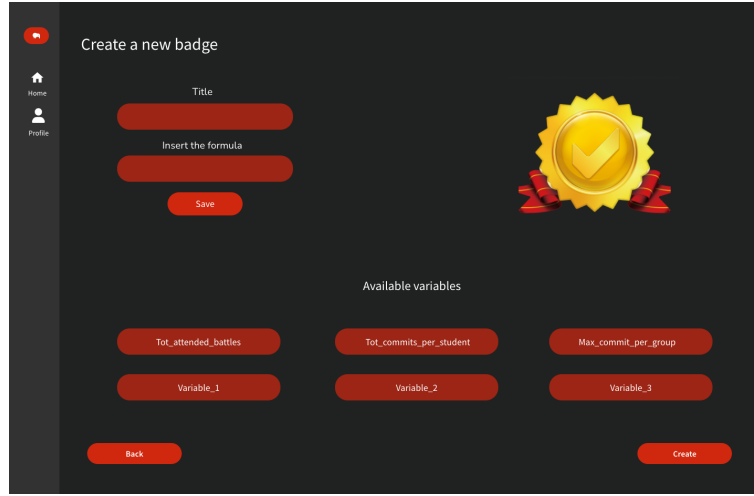 Create a new badge
Home
Profile
Title
Insert the formula
Save
Available variables
Tot_attended_battles
Tot_commits_per_student
Max_commit_per_group
Variable_1
Variable_2
Variable_3
Back
Create